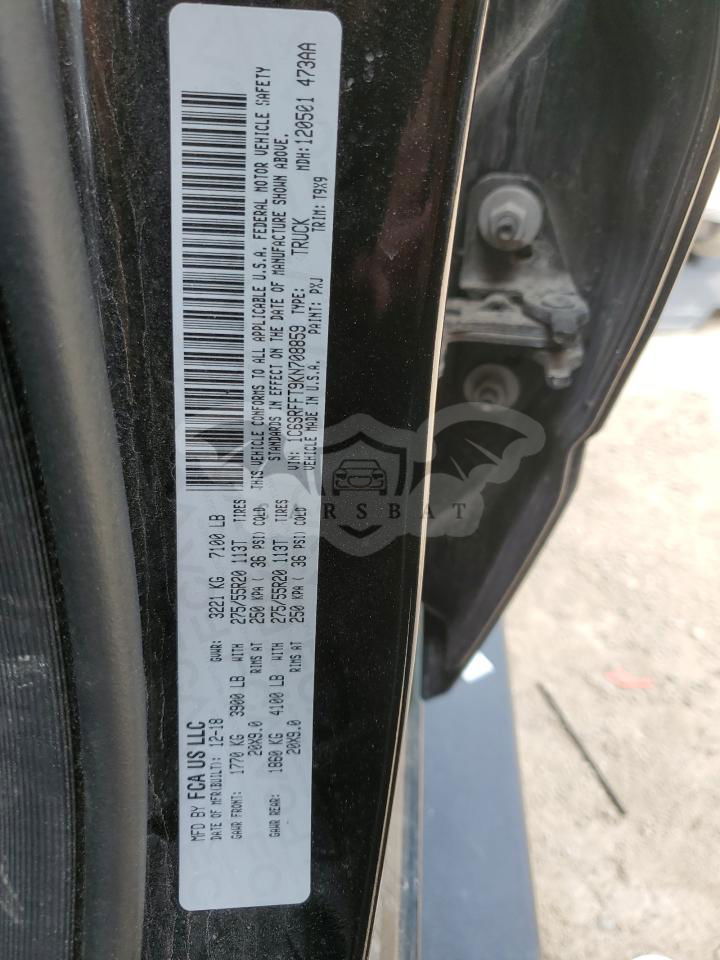 MFD BY FCA US LLC
DATE OF MFR(BUILT): 12-18 GVWR: 3221 KG 7100 LB
GAWR FRONT: 1770 KG 3900 LB WITH 275/55R20 113T TIRES
20X9.0 RIMS AT 250 KPA ( 36 PSI) COLD
GAWR REAR: 1860 KG 4100 LB WITH 275/55R20 113T TIRES
20X9.0 RIMS AT 250 KPA ( 36 PSI) COLD
THIS VEHICLE CONFORMS TO ALL APPLICABLE U.S.A. FEDERAL MOTOR VEHICLE SAFETY
STANDARDS IN EFFECT ON THE DATE OF MANUFACTURE SHOWN ABOVE.
VIN: 1C6SRFFT9KN708859 TYPE: TRUCK MDH:120501 473AA
VEHICLE MADE IN U.S.A. PAINT: PXJ TRIM: T9X9